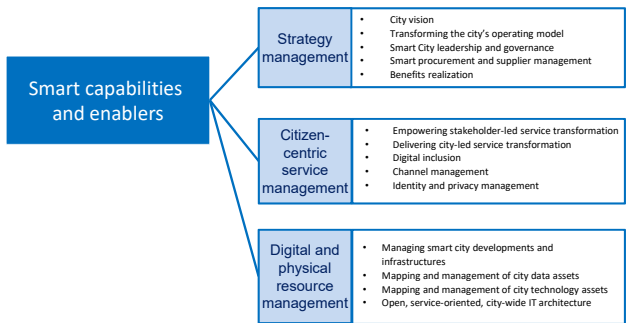 Smart capabilities
and enablers
Strategy
management
• City vision
• Transforming the city's operating model
• Smart City leadership and governance
• Smart procurement and supplier management
• Benefits realization
Citizen-
centric
service
management
• Empowering stakeholder-led service transformation
• Delivering city-led service transformation
• Digital inclusion
• Channel management
• Identity and privacy management
Digital and
physical
resource
management
• Managing smart city developments and
infrastructures
• Mapping and management of city data assets
• Mapping and management of city technology assets
• Open, service-oriented, city-wide IT architecture